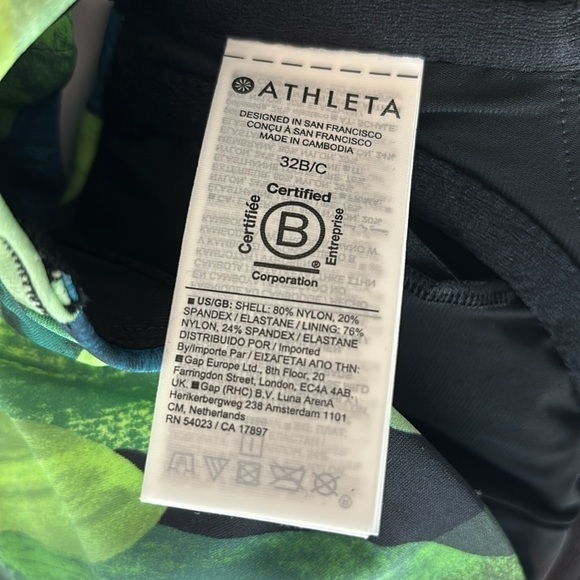 ATHLETA
DESIGNED IN SAN FRANCISCO
CONÇU À SAN FRANCISCO
MADE IN CAMBODIA
32B/C
Certified
Certifiée
B
Entreprise
®
Corporation
■ US/GB: SHELL: 80% NYLON, 20%
SPANDEX / ELASTANE / LINING: 76%
NYLON, 24% SPANDEX / ELASTANE
DISTRIBUIDO POR / Imported
By/Importe Par / ΕΙΣΑΓΕΤΑΙ ΑΠΟ ΤΗΝ:
■ Gap Europe Ltd., 8th Floor, 20
Farringdon Street, London, EC4A 4AB
UK. ■ Gap (RHC) B.V. Luna ArenA
Herikerbergweg 238 Amsterdam 1101
CM, Netherlands
RN 54023 / CA 17897